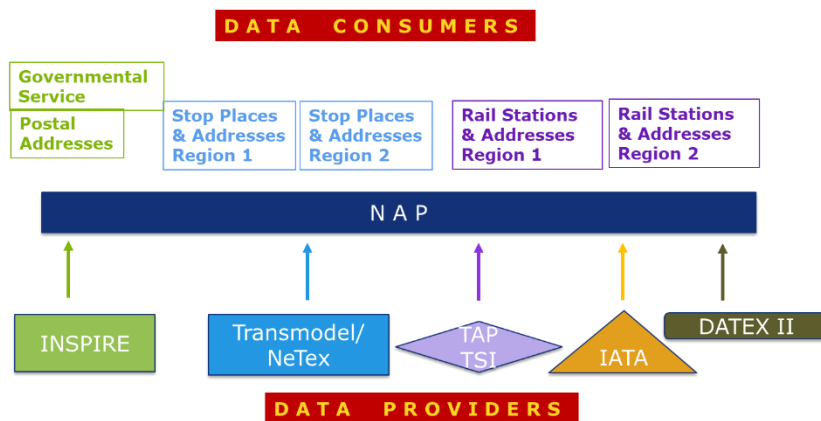 DATA CONSUMERS
Governmental
Service
Postal
Addresses
Stop Places
& Addresses
Region 1
Stop Places
& Addresses
Region 2
Rail Stations
& Addresses
Region 1
Rail Stations
& Addresses
Region 2
NAP
INSPIRE
Transmodel/
NeTex
TAP
TSI
IATA
DATEX II
DATA PROVIDERS